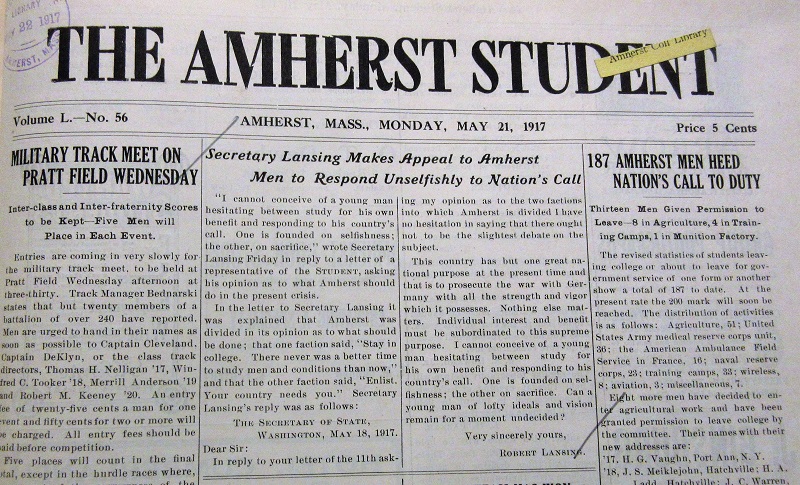 LIBRARY
22 1917
AMHERST, MASS.
THE AMHERST STUDENT
Amherst Coll Library
Volume L.—No. 56
AMHERST, MASS., MONDAY, MAY 21, 1917
Price 5 Cents
MILITARY TRACK MEET ON
PRATT FIELD WEDNESDAY
Inter-class and Inter-fraternity Scores
to be Kept—Five Men will
Place in Each Event.
Entries are coming in very slowly for
the military track meet, to be held at
Pratt Field Wednesday afternoon at
three-thirty. Track Manager Bednarski
states that but twenty members of a
battalion of over 240 have reported.
Men are urged to hand in their names as
soon as possible to Captain Cleveland.
Captain DeKlyn, or the class track
directors, Thomas H. Nelligan '17, Win-
fred C. Tooker '18, Merrill Anderson '19
and Robert M. Keeney '20. An entry
fee of twenty-five cents a man for one
event and fifty cents for two or more will
be charged. All entry fees should be
paid before competition.
Five places will count in the final
total, except in the hurdle races where,
Secretary Lansing Makes Appeal to Amherst
Men to Respond Unselfishly to Nation's Call
"I cannot conceive of a young man
hesitating between study for his own
benefit and responding to his country's
call. One is founded on selfishness;
the other, on sacrifice," wrote Secretary
Lansing Friday in reply to a letter of a
representative of the STUDENT, asking
his opinion as to what Amherst should
do in the present crisis.
In the letter to Secretary Lansing it
was explained that Amherst was
divided in its opinion as to what should
be done; that one faction said, "Stay in
college. There never was a better time
to study men and conditions than now,"
and that the other faction said, "Enlist.
Your country needs you." Secretary
Lansing's reply was as follows:
THE SECRETARY OF STATE,
WASHINGTON, MAY 18, 1917.
Dear Sir:
In reply to your letter of the 11th ask-
ing my opinion as to the two factions
into which Amherst is divided I have
no hesitation in saying that there ought
not to be the slightest debate on the
subject.
This country has but one great na-
tional purpose at the present time and
that is to prosecute the war with Ger-
many with all the strength and vigor
which it possesses. Nothing else mat-
ters. Individual interest and benefit
must be subordinated to this supreme
purpose. I cannot conceive of a young
man hesitating between study for
his own benefit and responding to his
country's call. One is founded on sel-
fishness; the other on sacrifice. Can a
young man of lofty ideals and vision
remain for a moment undecided?
Very sincerely yours,
ROBERT LANSING.
187 AMHERST MEN HEED
NATION'S CALL TO DUTY
Thirteen Men Given Permission to
Leave—8 in Agriculture, 4 in Train-
ing Camps, 1 in Munition Factory.
The revised statistics of students leav-
ing college or about to leave for gov-
ernment service of one form or another
show a total of 187 to date. At the
present rate the 200 mark will soon be
reached. The distribution of activities
is as follows: Agriculture, 51; United
States Army medical reserve corps unit,
36; the American Ambulance Field
Service in France, 15; naval reserve
corps, 23; training camps, 33; wireless,
8; aviation, 3; miscellaneous, 7.
Eight more men have decided to en-
ter agricultural work and have been
granted permission to leave college by
the committee. Their names with their
new addresses are:
'17. H. G. Vaughn, Port Ann, N. Y.
'18, J. S. Meiklejohn, Hatchville; H. A.
Ladd, Hatchville; J. C. Warren,